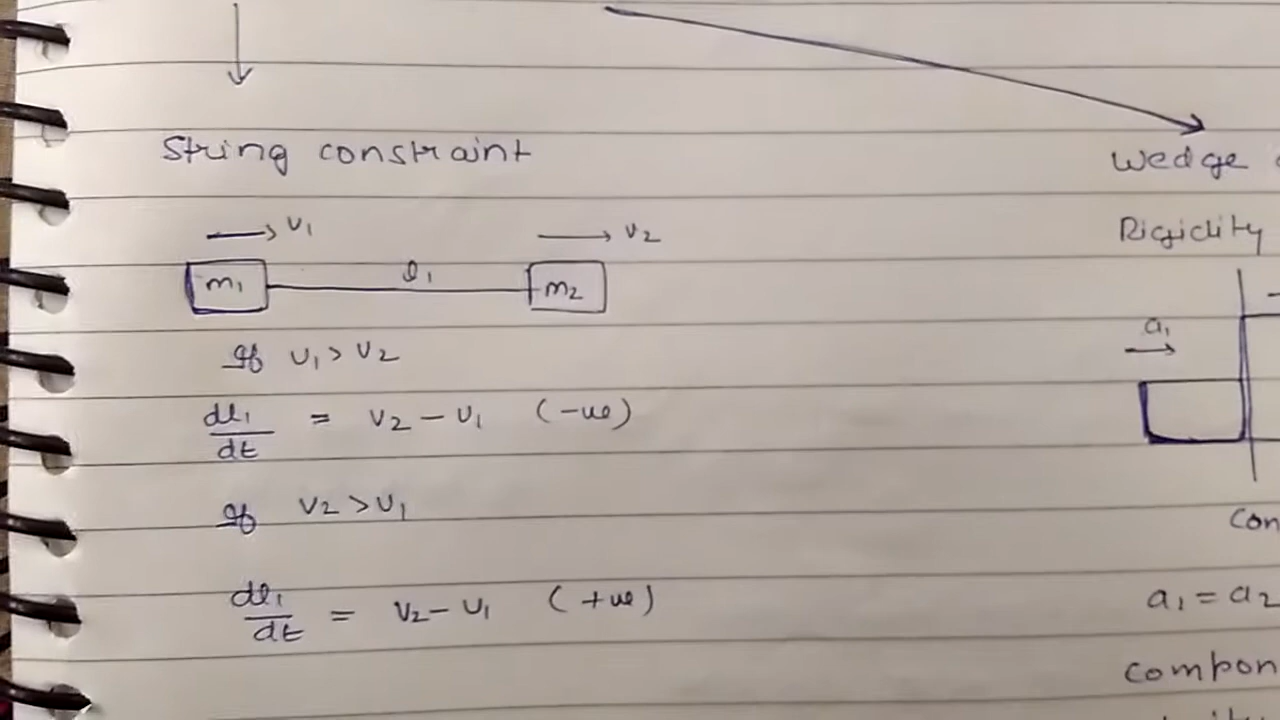 String constraint
v₁ v₂
m₁ l₁ m₂
If v₁ > v₂
dl₁/dt = v₂ - v₁ (-ve)
If v₂ > v₁
dl₁/dt = v₂ - v₁ (+ve)
Wedge
Rigidity
a₁
Con
a₁ = a₂
compon